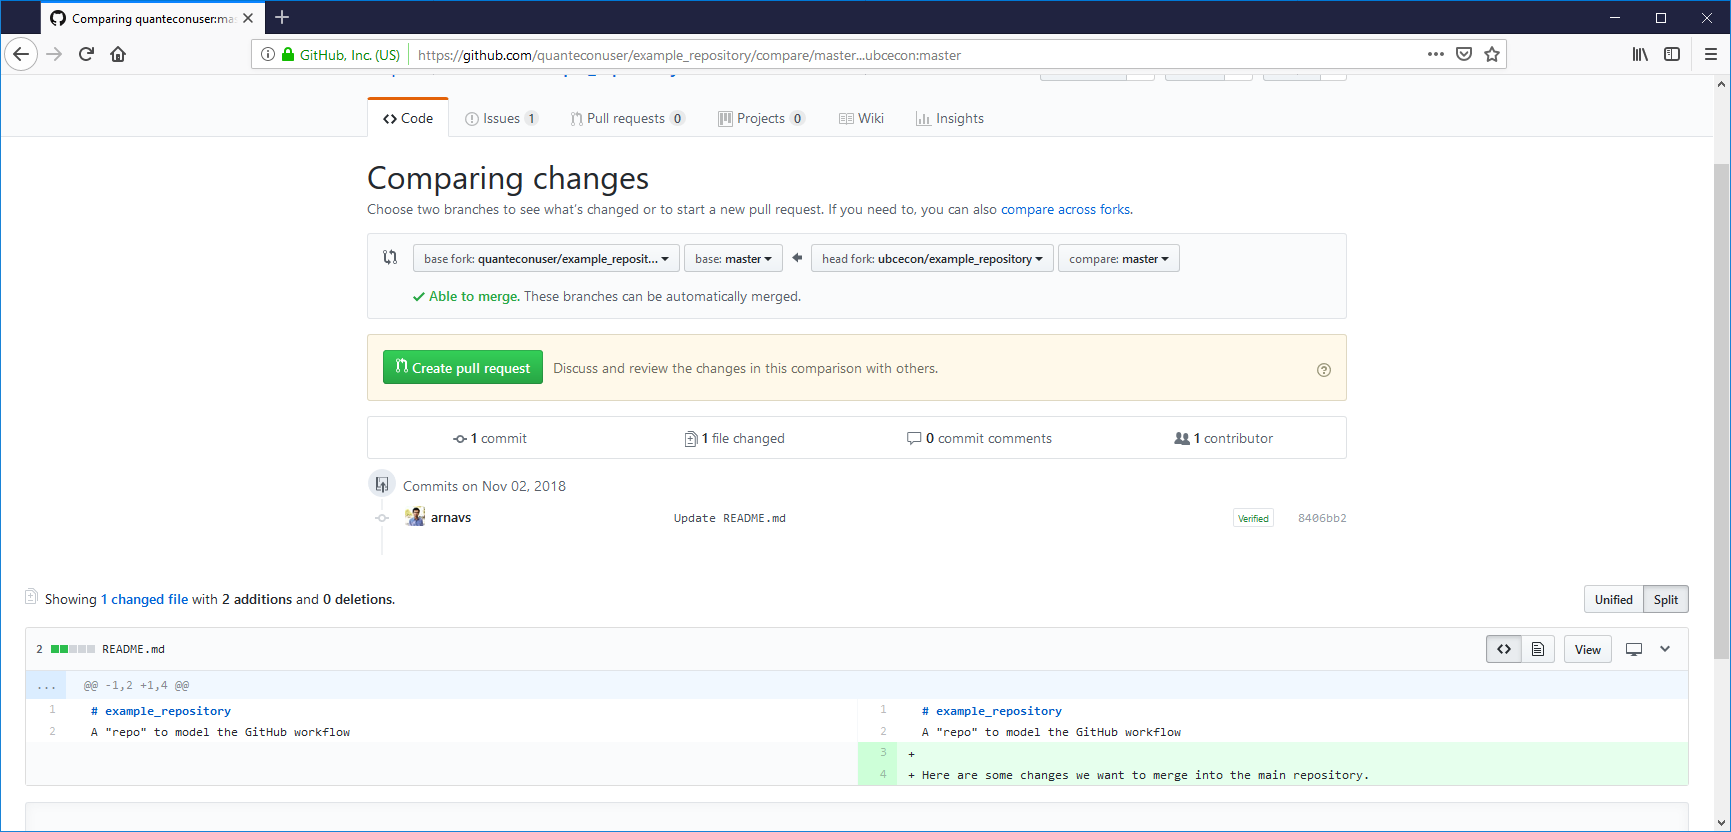 Comparing quanteconuser:ma
GitHub, Inc. (US) https://github.com/quanteconuser/example_repository/compare/master...ubcecon:master
Code Issues 1 Pull requests 0 Projects 0 Wiki Insights
Comparing changes
Choose two branches to see what's changed or to start a new pull request. If you need to, you can also compare across forks.
base fork: quanteconuser/example_reposit... base: master head fork: ubcecon/example_repository compare: master
Able to merge. These branches can be automatically merged.
Create pull request Discuss and review the changes in this comparison with others.
1 commit 1 file changed 0 commit comments 1 contributor
Commits on Nov 02, 2018
arnavs Update README.md Verified 8406bb2
Showing 1 changed file with 2 additions and 0 deletions. Unified Split
2 README.md <> View
... @@ -1,2 +1,4 @@
1 # example_repository 1 # example_repository
2 A "repo" to model the GitHub workflow 2 A "repo" to model the GitHub workflow
3 +
4 + Here are some changes we want to merge into the main repository.